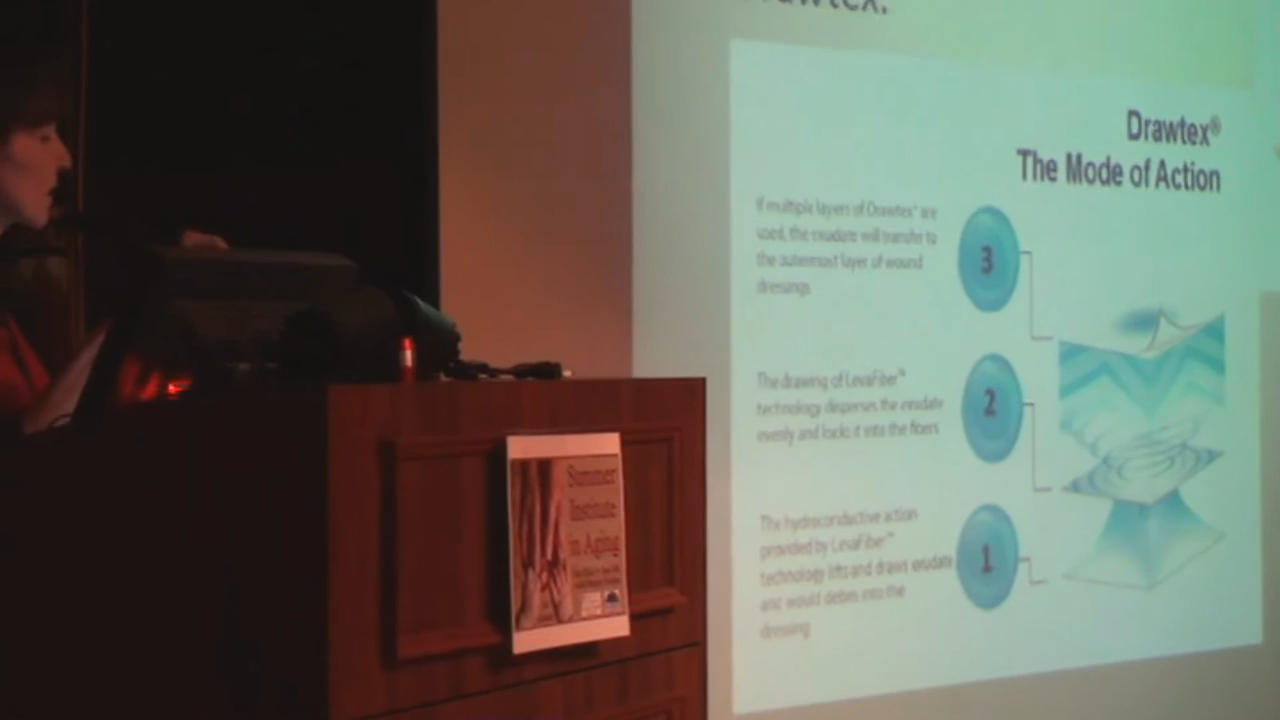 Drawtex®
The Mode of Action
If multiple layers of Drawtex® are
used, the exudate will transfer to
the outermost layer of wound
dressings
3
The drawing of LevaFiber™
technology disperses the exudate
evenly and locks it into the fibers
2
The hydroconductive action
provided by LevaFiber™
technology lifts and draws exudate
and would debris into the
dressing
1
Summer
Institute
in Aging